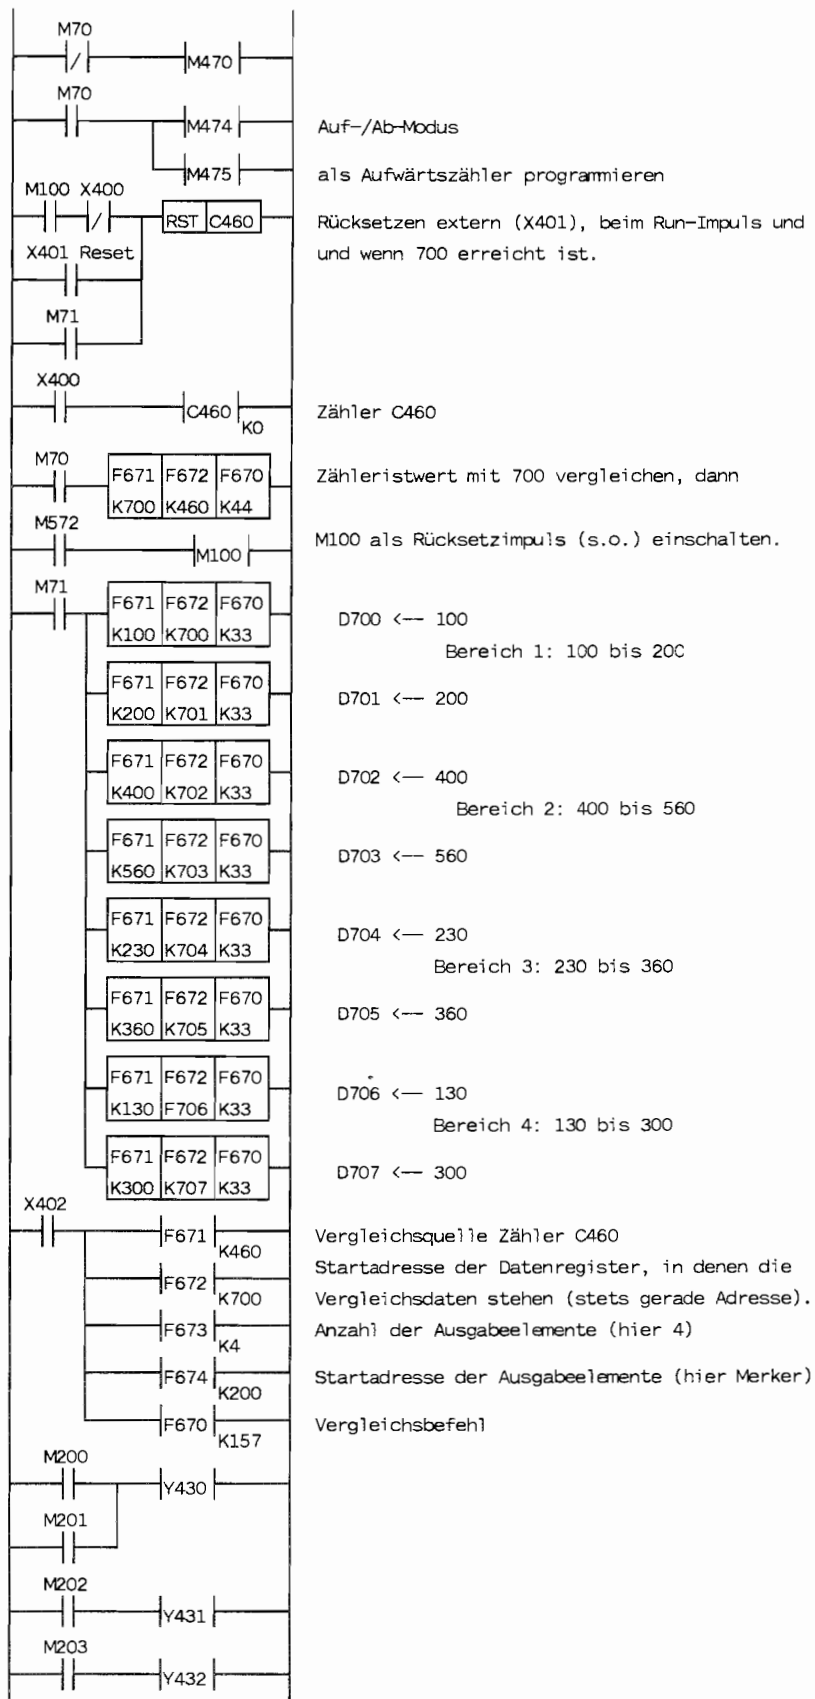 M70
M470
M70
M474 Auf-/Ab-Modus
M475 als Aufwärtszähler programmieren
M100 X400
RST C460 Rücksetzen extern (X401), beim Run-Impuls und
X401 Reset und wenn 700 erreicht ist.
M71
X400
C460 K0 Zähler C460
M70
F671 F672 F670 Zähleristwert mit 700 vergleichen, dann
K700 K460 K44
M572
M100 M100 als Rücksetzimpuls (s.o.) einschalten.
M71
F671 F672 F670 D700 <-- 100
K100 K700 K33
Bereich 1: 100 bis 200
F671 F672 F670
K200 K701 K33 D701 <-- 200
F671 F672 F670
K400 K702 K33 D702 <-- 400
Bereich 2: 400 bis 560
F671 F672 F670
K560 K703 K33 D703 <-- 560
F671 F672 F670
K230 K704 K33 D704 <-- 230
Bereich 3: 230 bis 360
F671 F672 F670
K360 K705 K33 D705 <-- 360
F671 F672 F670
K130 F706 K33 D706 <-- 130
Bereich 4: 130 bis 300
F671 F672 F670
K300 K707 K33 D707 <-- 300
X402
F671 K460 Vergleichsquelle Zähler C460
Startadresse der Datenregister, in denen die
F672 K700 Vergleichsdaten stehen (stets gerade Adresse).
F673 K4 Anzahl der Ausgabeelemente (hier 4)
F674 K200 Startadresse der Ausgabeelemente (hier Merker)
F670 K157 Vergleichsbefehl
M200
Y430
M201
M202
Y431
M203
Y432